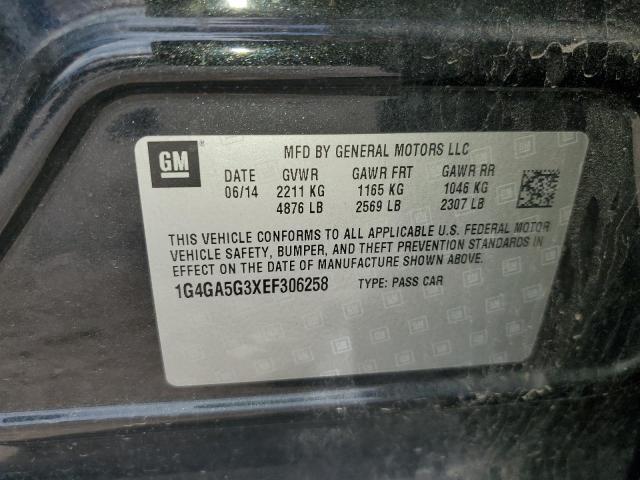 GM
MFD BY GENERAL MOTORS LLC
DATE GVWR GAWR FRT GAWR RR
06/14 2211 KG 1165 KG 1046 KG
4876 LB 2569 LB 2307 LB
THIS VEHICLE CONFORMS TO ALL APPLICABLE U.S. FEDERAL MOTOR
VEHICLE SAFETY, BUMPER, AND THEFT PREVENTION STANDARDS IN
EFFECT ON THE DATE OF MANUFACTURE SHOWN ABOVE.
1G4GA5G3XEF306258 TYPE: PASS CAR